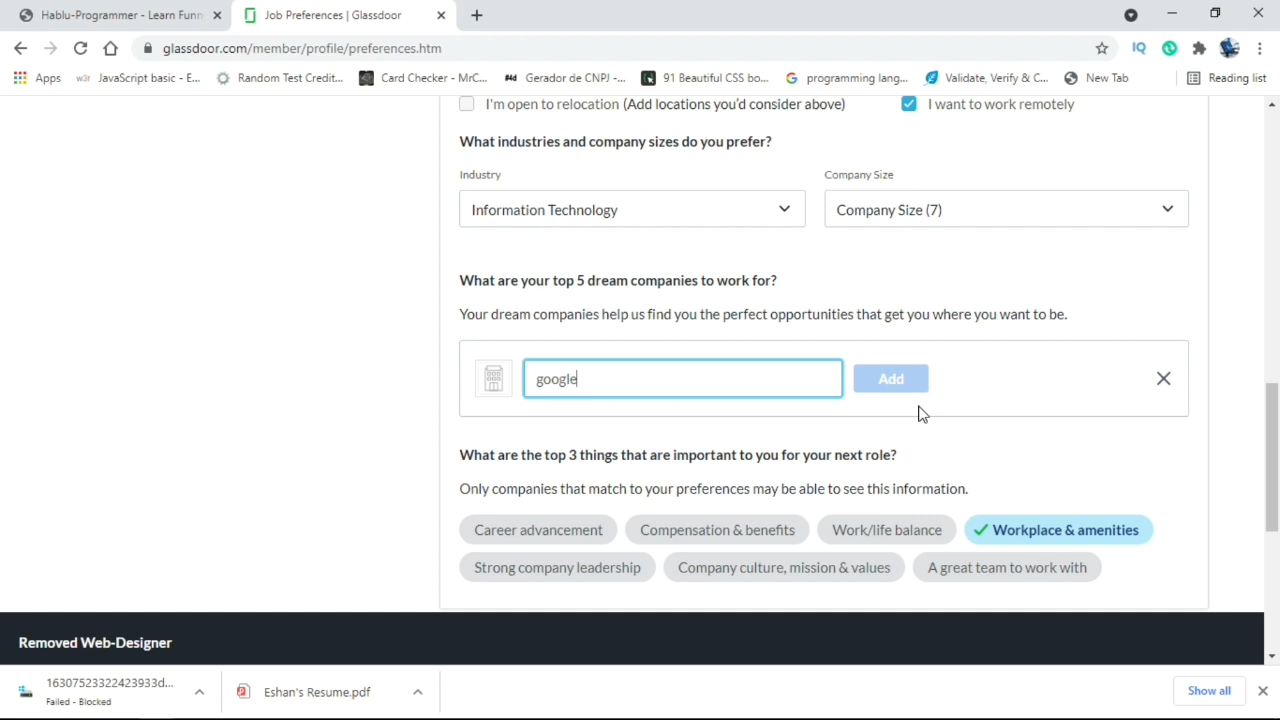 Hablu-Programmer - Learn Funn
Job Preferences | Glassdoor
glassdoor.com/member/profile/preferences.htm
IQ
Apps
JavaScript basic - E...
Random Test Credit...
Card Checker - MrC...
Gerador de CNPJ -...
91 Beautiful CSS bo...
programming lang...
Validate, Verify & C...
New Tab
Reading list
I'm open to relocation (Add locations you'd consider above)
I want to work remotely
What industries and company sizes do you prefer?
Industry
Company Size
Information Technology
Company Size (7)
What are your top 5 dream companies to work for?
Your dream companies help us find you the perfect opportunities that get you where you want to be.
google
Add
What are the top 3 things that are important to you for your next role?
Only companies that match to your preferences may be able to see this information.
Career advancement
Compensation & benefits
Work/life balance
Workplace & amenities
Strong company leadership
Company culture, mission & values
A great team to work with
Removed Web-Designer
16307523322423933d...
Failed - Blocked
Eshan's Resume.pdf
Show all